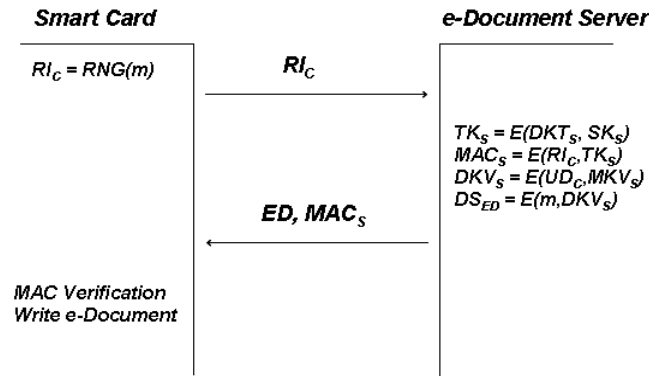 Smart Card
e-Document Server
RI_C = RNG(m)
RI_C
TK_S = E(DKT_S, SK_S)
MAC_S = E(RI_C,TK_S)
DKV_S = E(UD_C,MKV_S)
DS_ED = E(m,DKV_S)
ED, MAC_S
MAC Verification
Write e-Document